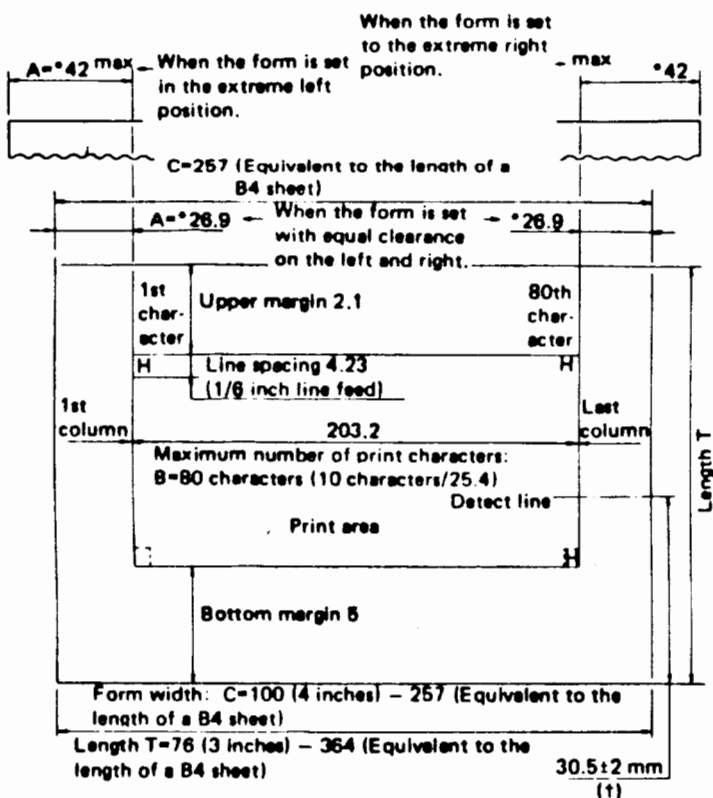 When the form is set
to the extreme right
position.
A=*42 max
When the form is set
in the extreme left
position.
max *42
C=257 (Equivalent to the length of a
B4 sheet)
A=*26.9
When the form is set
with equal clearance
on the left and right.
*26.9
1st
char-
acter
Upper margin 2.1
80th
char-
acter
H
Line spacing 4.23
(1/6 inch line feed)
H
1st
column
203.2
Last
column
Maximum number of print characters:
B=80 characters (10 characters/25.4)
Detect line
Print area
H
Length T
Bottom margin 5
Form width: C=100 (4 inches) – 257 (Equivalent to the
length of a B4 sheet)
Length T=76 (3 inches) – 364 (Equivalent to the
length of a B4 sheet)
30.5±2 mm
(†)